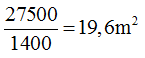 27500/1400 = 19,6m²